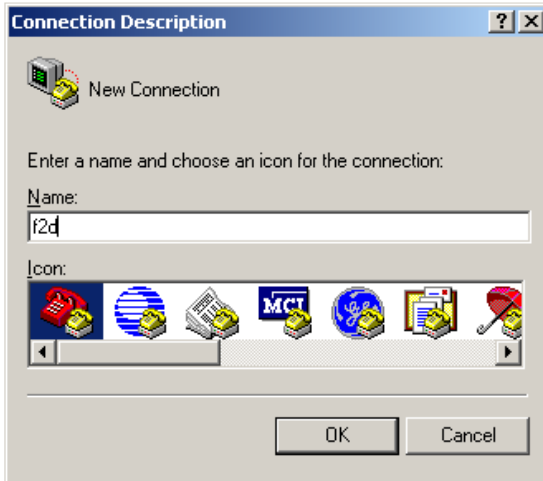 Connection Description
New Connection
Enter a name and choose an icon for the connection:
Name:
f2d
Icon:
MCI
OK Cancel